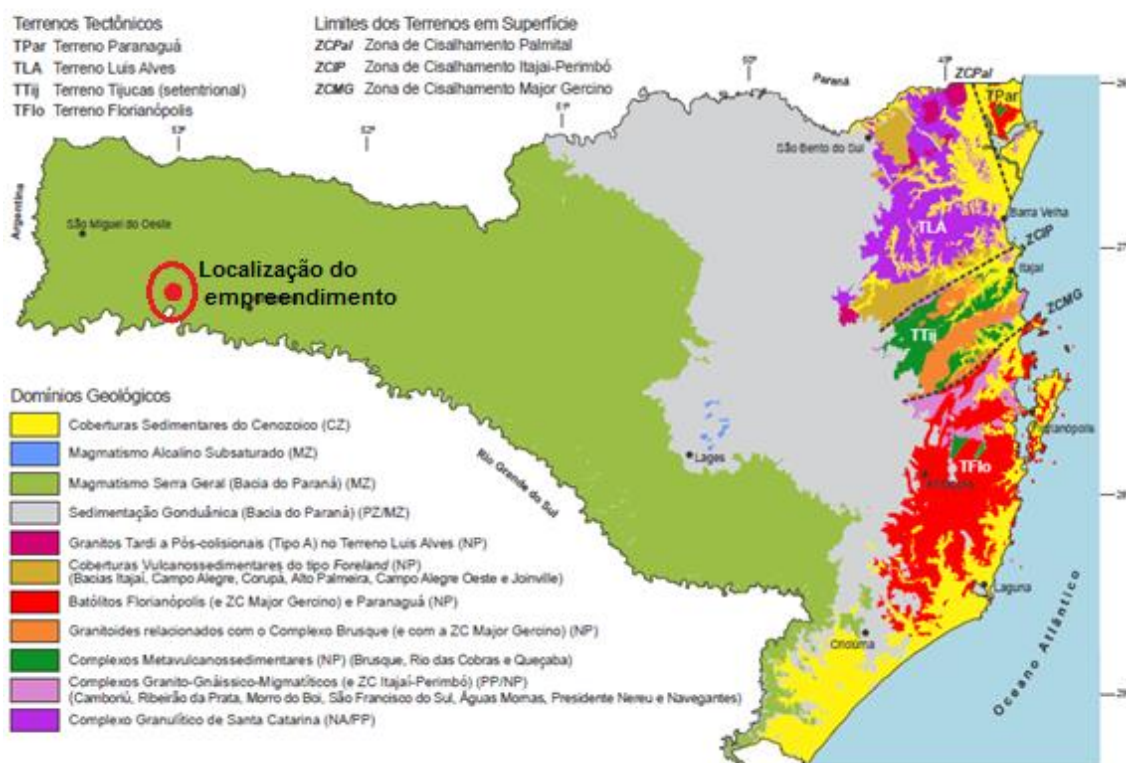 Terrenos Tectônicos
TPar Terreno Paranaguá
TLA Terreno Luis Alves
TTij Terreno Tijucas (setentrional)
TFlo Terreno Florianópolis
Limites dos Terrenos em Superfície
ZCPal Zona de Cisalhamento Palmital
ZCIP Zona de Cisalhamento Itajaí-Perimbó
ZCMG Zona de Cisalhamento Major Gercino
Paraná
ZCPal
TPar
São Bento do Sul
52
Argentina
São Miguel do Oeste
Barra Velha
TLA
ZCIP
Itajaí
Localização do
empreendimento
ZCMG
TTij
Lages
TFlo
Rio Grande do Sul
Laguna
Criciúma
Oceano Atlântico
Domínios Geológicos
Coberturas Sedimentares do Cenozoico (CZ)
Magmatismo Alcalino Subsaturado (MZ)
Magmatismo Serra Geral (Bacia do Paraná) (MZ)
Sedimentação Gonduânica (Bacia do Paraná) (PZ/MZ)
Granitos Tardi a Pós-colisionais (Tipo A) no Terreno Luis Alves (NP)
Coberturas Vulcanossedimentares do tipo Foreland (NP)
(Bacias Itajaí, Campo Alegre, Corupá, Alto Palmeira, Campo Alegre Oeste e Joinville)
Batólitos Florianópolis (e ZC Major Gercino) e Paranaguá (NP)
Granitoides relacionados com o Complexo Brusque (e com a ZC Major Gercino) (NP)
Complexos Metavulcanossedimentares (NP) (Brusque, Rio das Cobras e Queçaba)
Complexos Granito-Gnáissico-Migmatíticos (e ZC Itajaí-Perimbó) (PP/NP)
(Camboriú, Ribeirão da Prata, Morro do Boi, São Francisco do Sul, Águas Mornas, Presidente Nereu e Navegantes)
Complexo Granulítico de Santa Catarina (NA/PP)